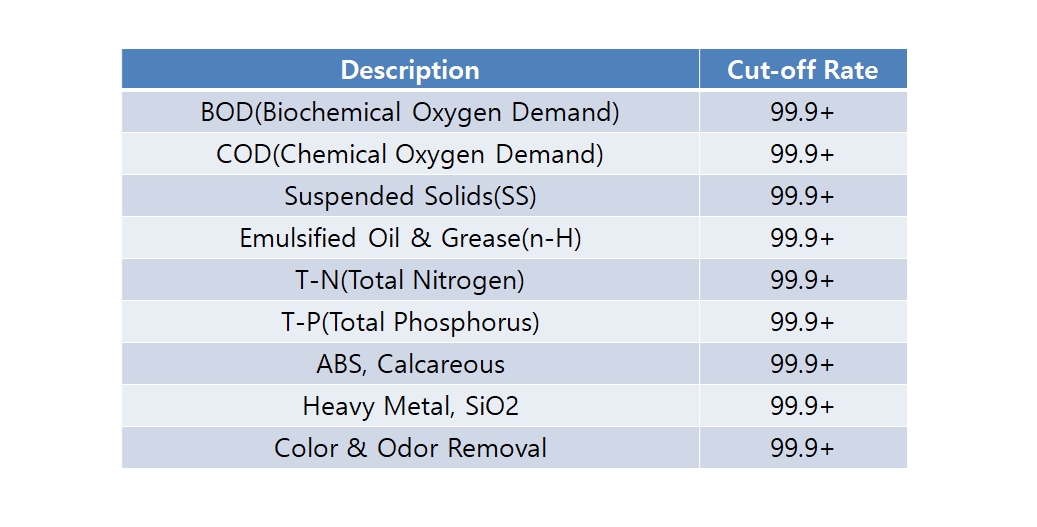 Description Cut-off Rate
BOD(Biochemical Oxygen Demand) 99.9+
COD(Chemical Oxygen Demand) 99.9+
Suspended Solids(SS) 99.9+
Emulsified Oil & Grease(n-H) 99.9+
T-N(Total Nitrogen) 99.9+
T-P(Total Phosphorus) 99.9+
ABS, Calcareous 99.9+
Heavy Metal, SiO2 99.9+
Color & Odor Removal 99.9+